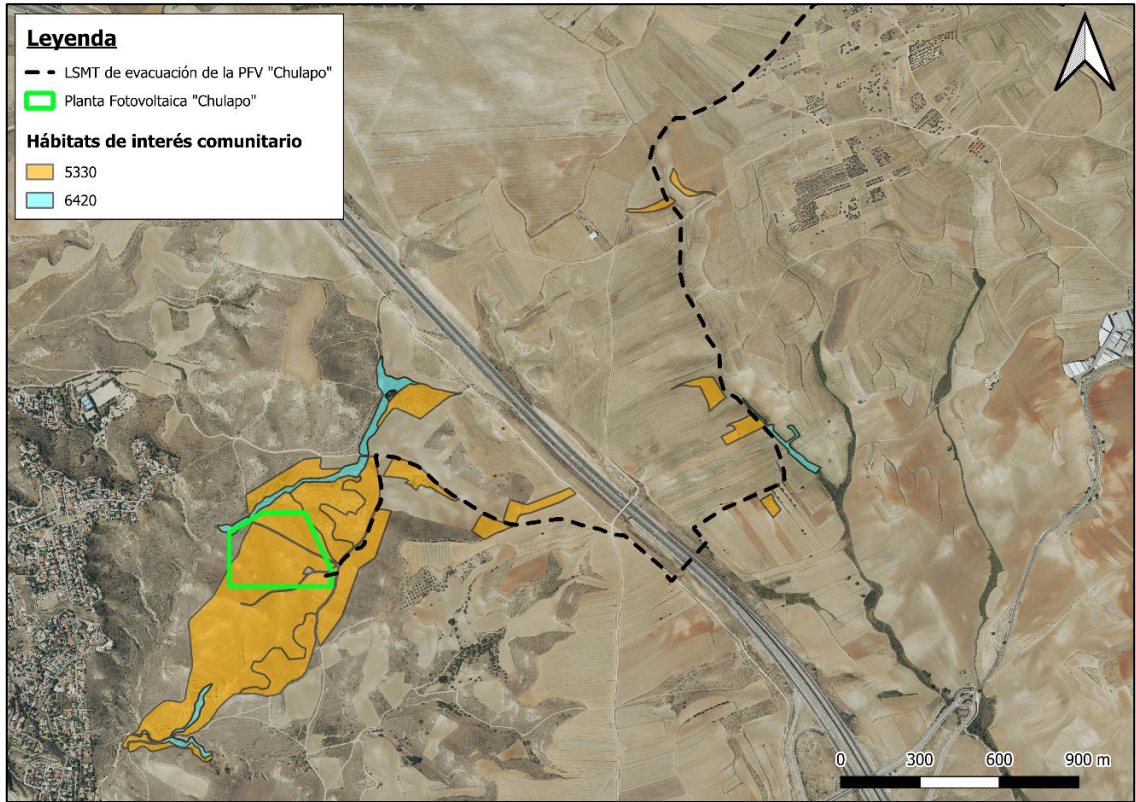 Leyenda
LSMT de evacuación de la PFV "Chulapo"
Planta Fotovoltaica "Chulapo"
Hábitats de interés comunitario
5330
6420
0 300 600 900 m